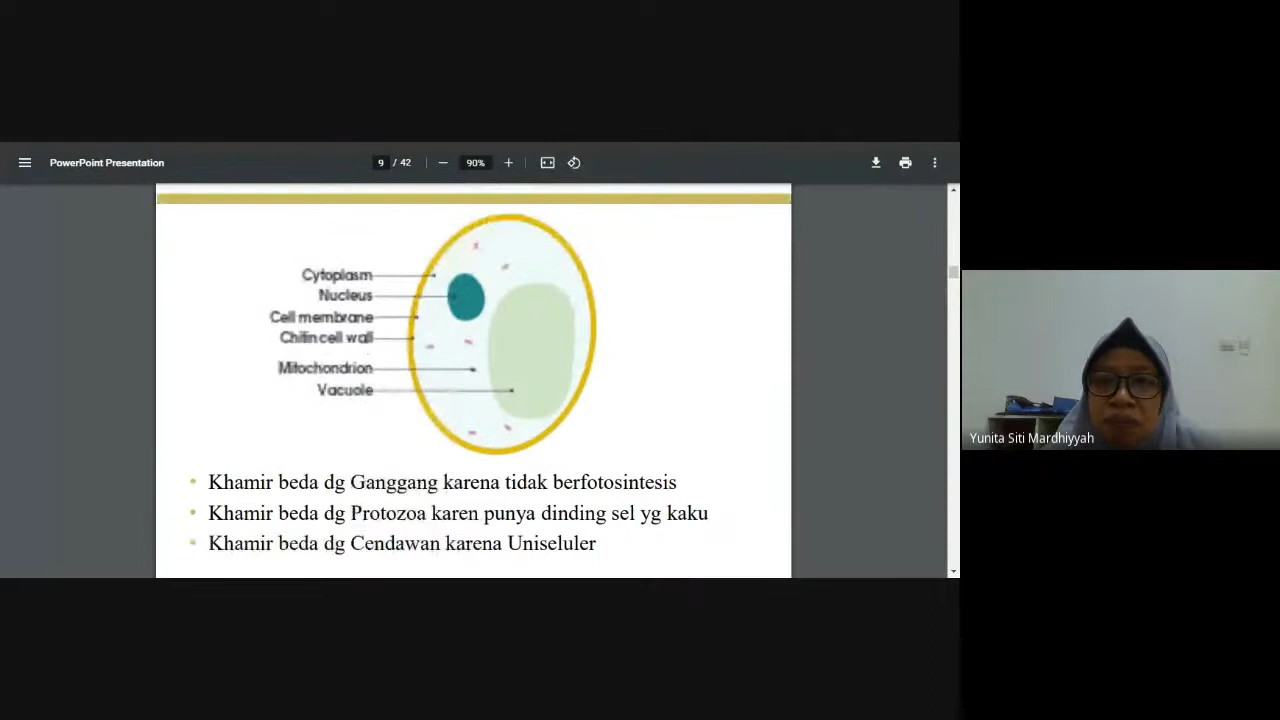 PowerPoint Presentation
9 / 42
90%
Cytoplasm
Nucleus
Cell membrane
Chitin cell wall
Mitochondrion
Vacuole
• Khamir beda dg Ganggang karena tidak berfotosintesis
• Khamir beda dg Protozoa karen punya dinding sel yg kaku
• Khamir beda dg Cendawan karena Uniseluler
Yunita Siti Mardhiyyah